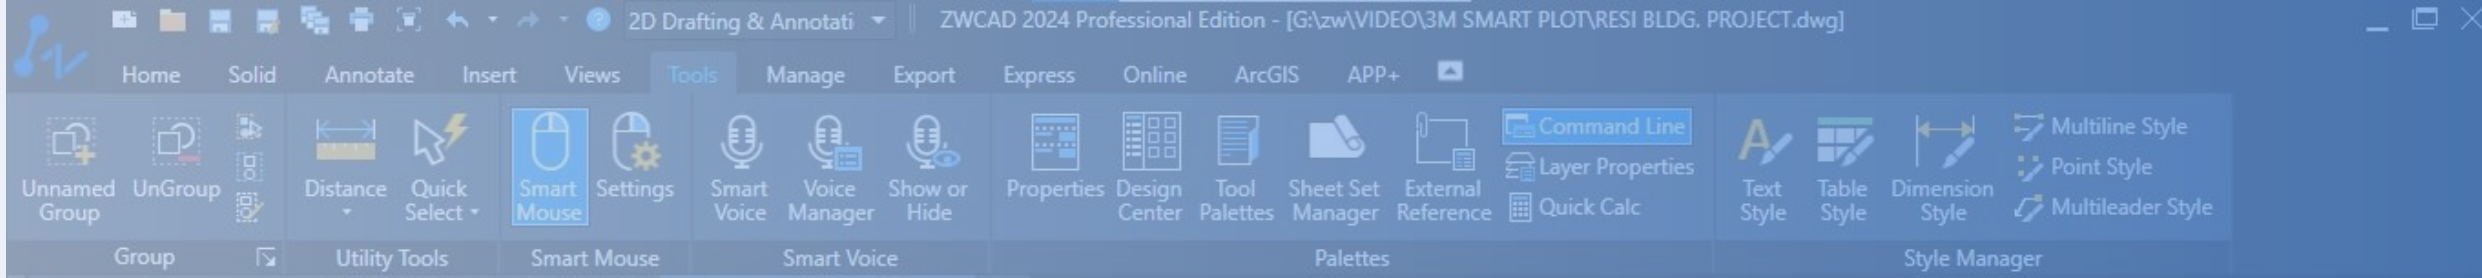 2D Drafting & Annotati
ZWCAD 2024 Professional Edition - [G:\zw\VIDEO\3M SMART PLOT\RESI BLDG. PROJECT.dwg]
Home Solid Annotate Insert Views Tools Manage Export Express Online ArcGIS APP+
Unnamed
Group
UnGroup
Group
Distance
Quick
Select
Utility Tools
Smart
Mouse
Settings
Smart Mouse
Smart
Voice
Voice
Manager
Show or
Hide
Smart Voice
Properties
Design
Center
Tool
Palettes
Sheet Set
Manager
External
Reference
Command Line
Layer Properties
Quick Calc
Palettes
Text
Style
Table
Style
Dimension
Style
Multiline Style
Point Style
Multileader Style
Style Manager